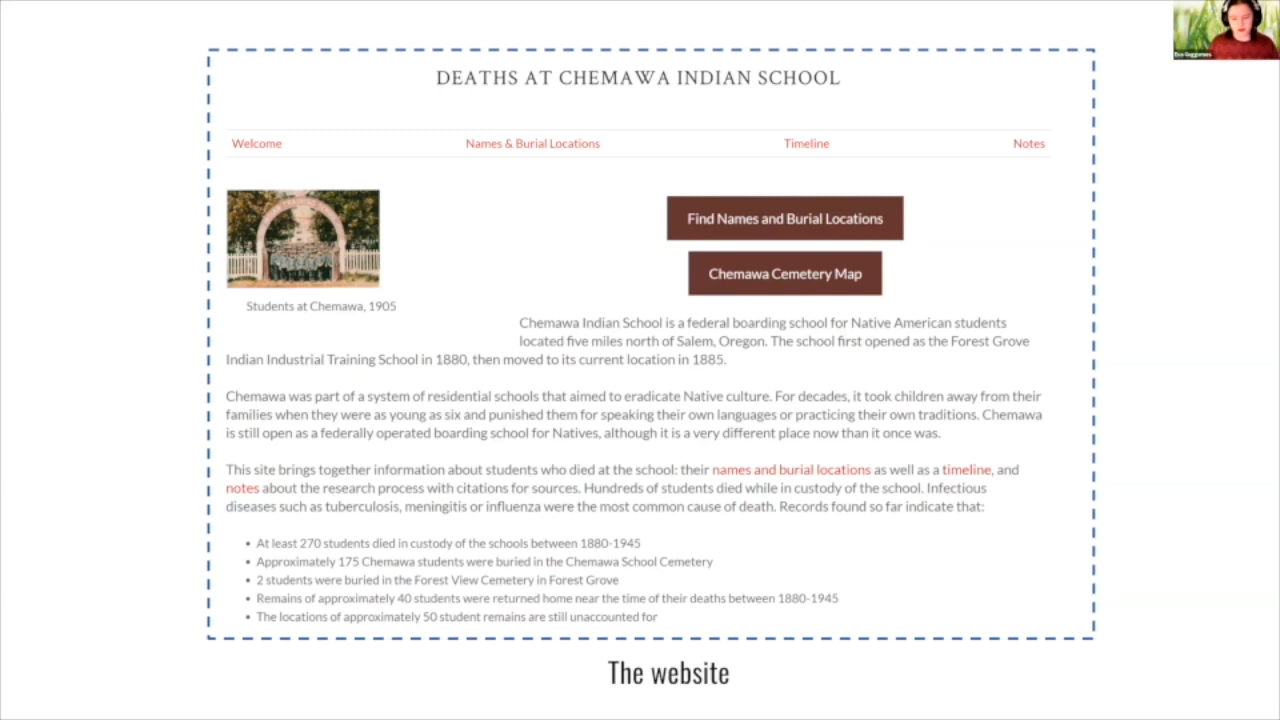 DEATHS AT CHEMAWA INDIAN SCHOOL
Welcome
Names & Burial Locations
Timeline
Notes
Find Names and Burial Locations
Chemawa Cemetery Map
Students at Chemawa, 1905
Chemawa Indian School is a federal boarding school for Native American students
located five miles north of Salem, Oregon. The school first opened as the Forest Grove
Indian Industrial Training School in 1880, then moved to its current location in 1885.
Chemawa was part of a system of residential schools that aimed to eradicate Native culture. For decades, it took children away from their
families when they were as young as six and punished them for speaking their own languages or practicing their own traditions. Chemawa
is still open as a federally operated boarding school for Natives, although it is a very different place now than it once was.
This site brings together information about students who died at the school: their names and burial locations as well as a timeline, and
notes about the research process with citations for sources. Hundreds of students died while in custody of the school. Infectious
diseases such as tuberculosis, meningitis or influenza were the most common cause of death. Records found so far indicate that:
• At least 270 students died in custody of the schools between 1880-1945
• Approximately 175 Chemawa students were buried in the Chemawa School Cemetery
• 2 students were buried in the Forest View Cemetery in Forest Grove
• Remains of approximately 40 students were returned home near the time of their deaths between 1880-1945
• The locations of approximately 50 student remains are still unaccounted for
The website